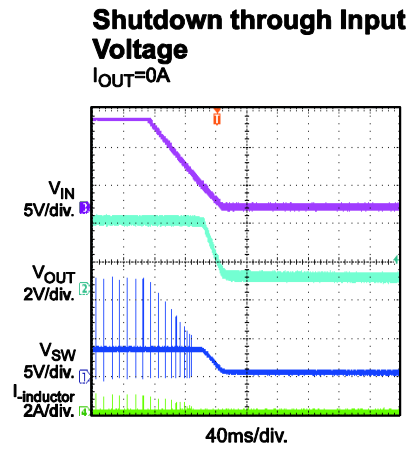 Shutdown through Input
Voltage
IOUT=0A
T
VIN
5V/div.
3
VOUT
2V/div.
2
VSW
5V/div.
1
I-inductor
2A/div.
4
40ms/div.